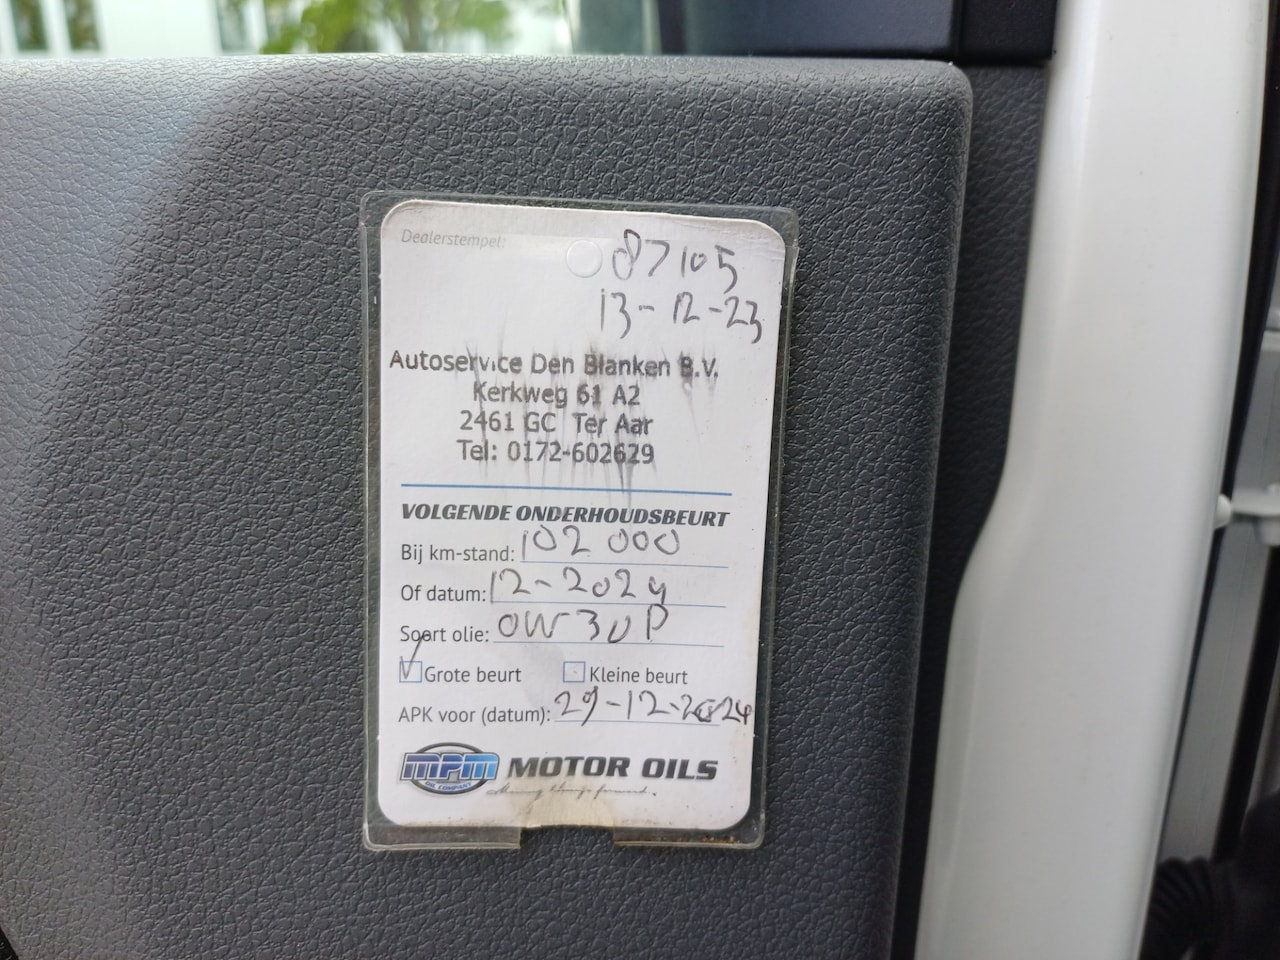 Dealerstempel:
87105
13-12-23
Autoservice Den Blanken B.V.
Kerkweg 61 A2
2461 GC Ter Aar
Tel: 0172-602629
VOLGENDE ONDERHOUDSBEURT
Bij km-stand: 102 000
Of datum: 12-2024
Soort olie: 0W30P
Grote beurt Kleine beurt
APK voor (datum): 29-12-2024
MPM MOTOR OILS
OIL COMPANY